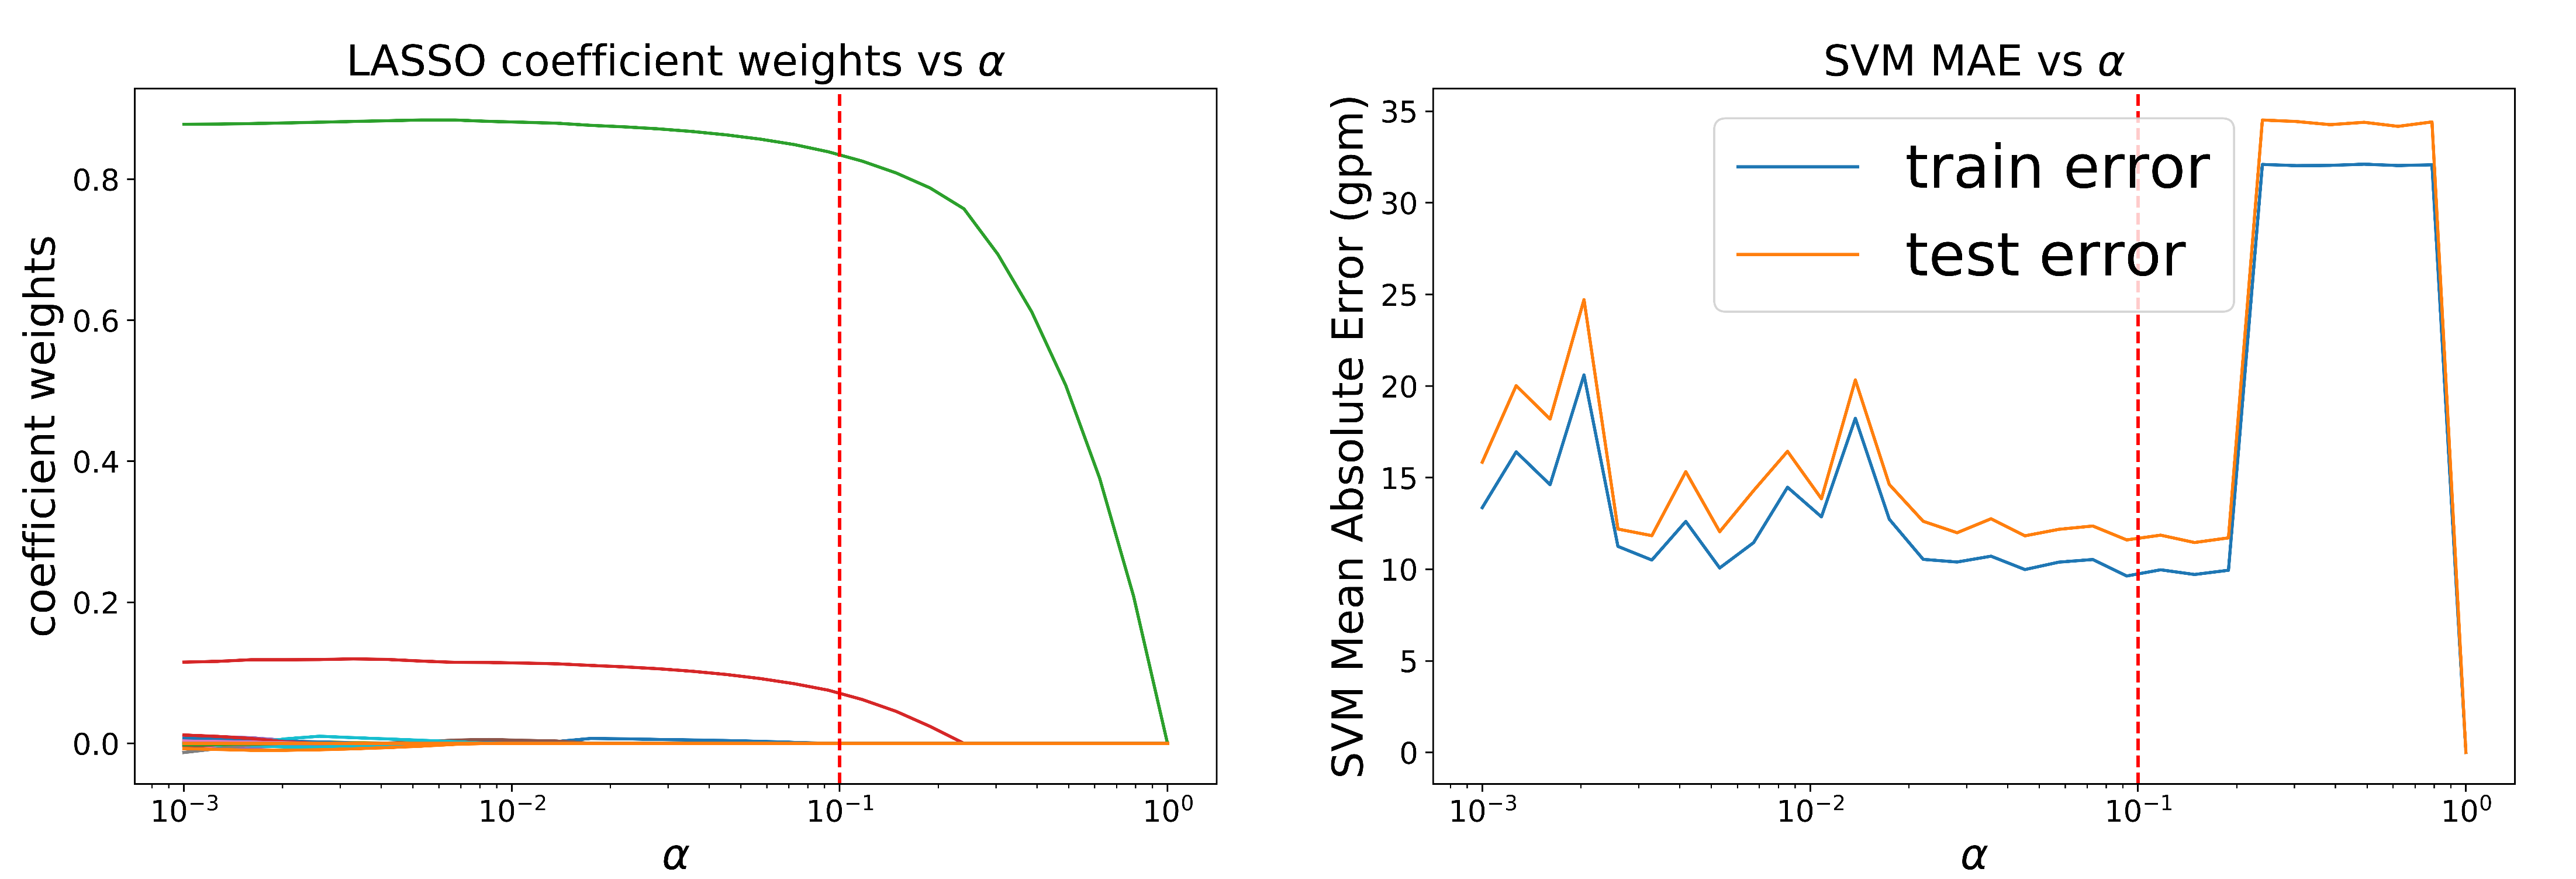 LASSO coefficient weights vs α
coefficient weights
0.8
0.6
0.4
0.2
0.0
10⁻³ 10⁻² 10⁻¹ 10⁰
α
SVM MAE vs α
SVM Mean Absolute Error (gpm)
35
30
25
20
15
10
5
0
train error
test error
10⁻³ 10⁻² 10⁻¹ 10⁰
α